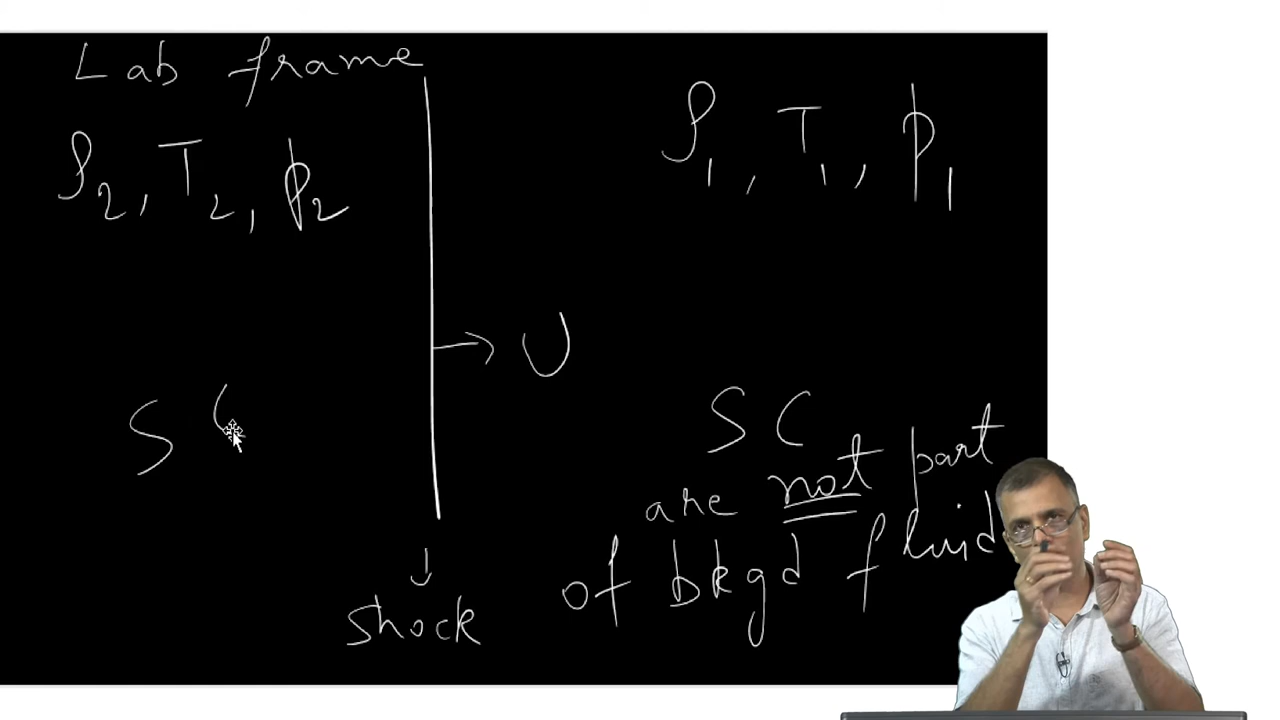 Lab frame
ρ₂, T₂, p₂
ρ₁, T₁, p₁
U
S C
S C
are not part
of bkgd fluid
shock